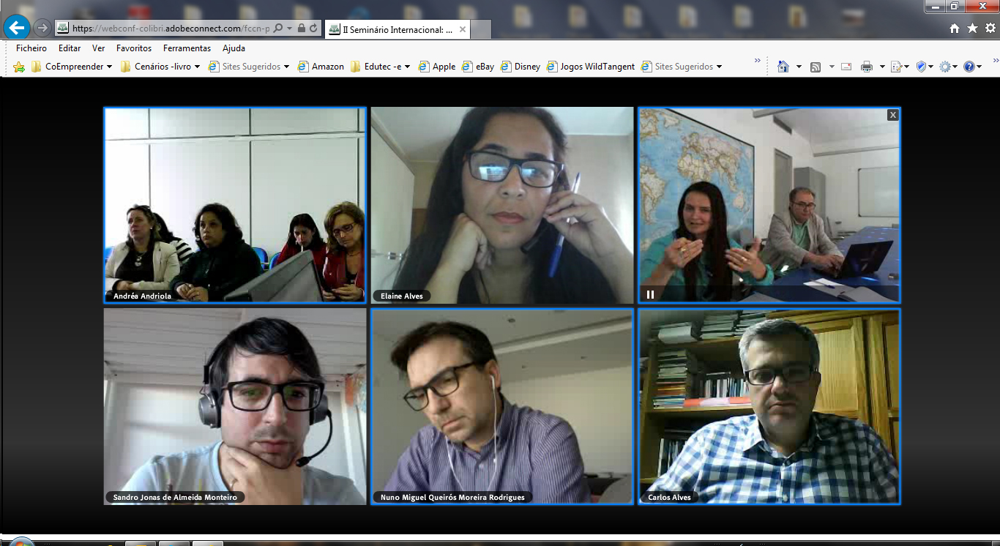 https://webconf-colibri.adobeconnect.com/fccn-p
II Seminário Internacional: ...
Ficheiro Editar Ver Favoritos Ferramentas Ajuda
CoEmpreender Cenários -livro Sites Sugeridos Amazon Edutec -e Apple eBay Disney Jogos WildTangent Sites Sugeridos
X
Andréa Andriola
Elaine Alves
Sandro Jonas de Almeida Monteiro
Nuno Miguel Queirós Moreira Rodrigues
Carlos Alves